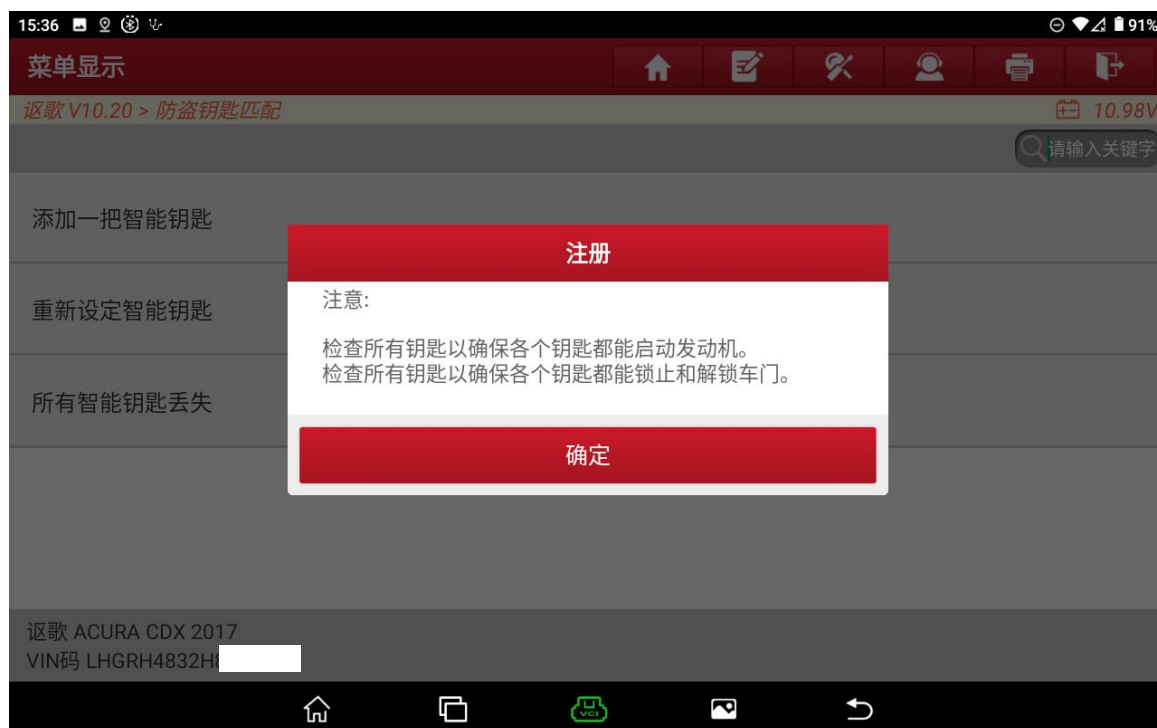 15:36
91%
菜单显示
讴歌 V10.20 > 防盗钥匙匹配
10.98V
请输入关键字
添加一把智能钥匙
重新设定智能钥匙
所有智能钥匙丢失
注册
注意:
检查所有钥匙以确保各个钥匙都能启动发动机。
检查所有钥匙以确保各个钥匙都能锁止和解锁车门。
确定
讴歌 ACURA CDX 2017
VIN码 LHGRH4832H
VCI